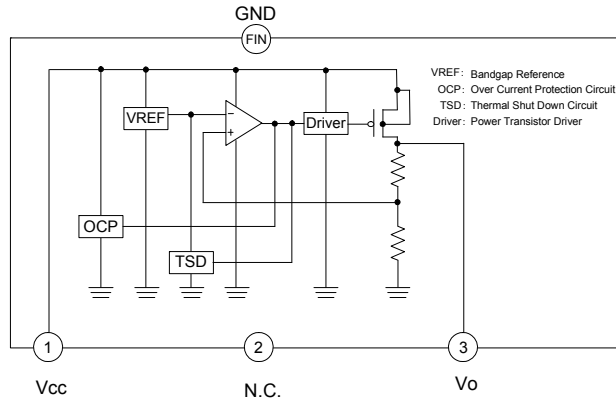 GND
FIN
VREF: Bandgap Reference
OCP: Over Current Protection Circuit
TSD: Thermal Shut Down Circuit
Driver: Power Transistor Driver
VREF
−
+
Driver
OCP
TSD
1
2
3
Vcc
N.C.
Vo